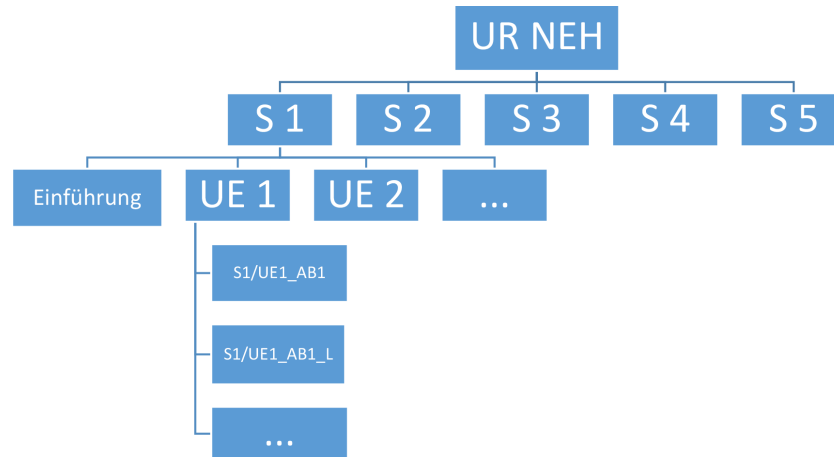 UR NEH
S 1
S 2
S 3
S 4
S 5
Einführung
UE 1
UE 2
...
S1/UE1_AB1
S1/UE1_AB1_L
...